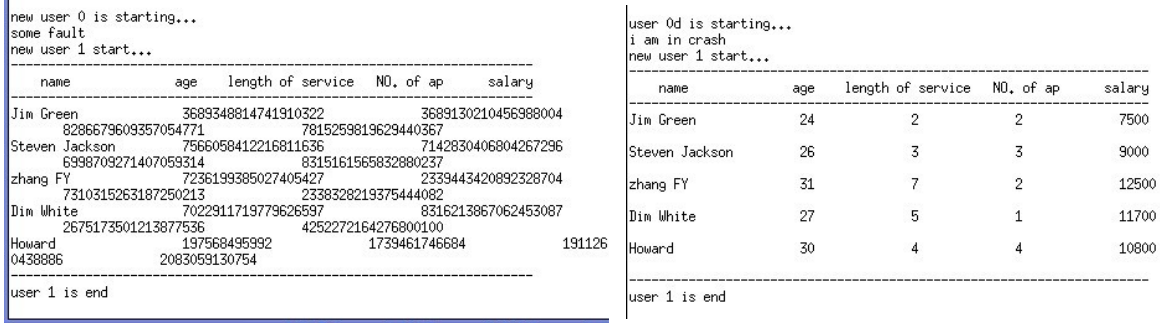 new user 0 is starting...
some fault
new user 1 start...
name age length of service NO. of ap salary
Jim Green 3689348814741910322 3689130210456988004
8286679609357054771 7815259819629440367
Steven Jackson 7566058412216811636 7142830406804267296
6998709271407059314 8315161565832880237
zhang FY 7236199385027405427 2339443420892328704
7310315263187250213 2338328219375444082
Dim White 7022911719779626597 8316213867062453087
2675173501213877536 4252272164276800100
Howard 197568495992 1739461746684 191126
0438886 2083059130754
user 1 is end
user 0d is starting...
i am in crash
new user 1 start...
name age length of service NO. of ap salary
Jim Green 24 2 2 7500
Steven Jackson 26 3 3 9000
zhang FY 31 7 2 12500
Dim White 27 5 1 11700
Howard 30 4 4 10800
user 1 is end